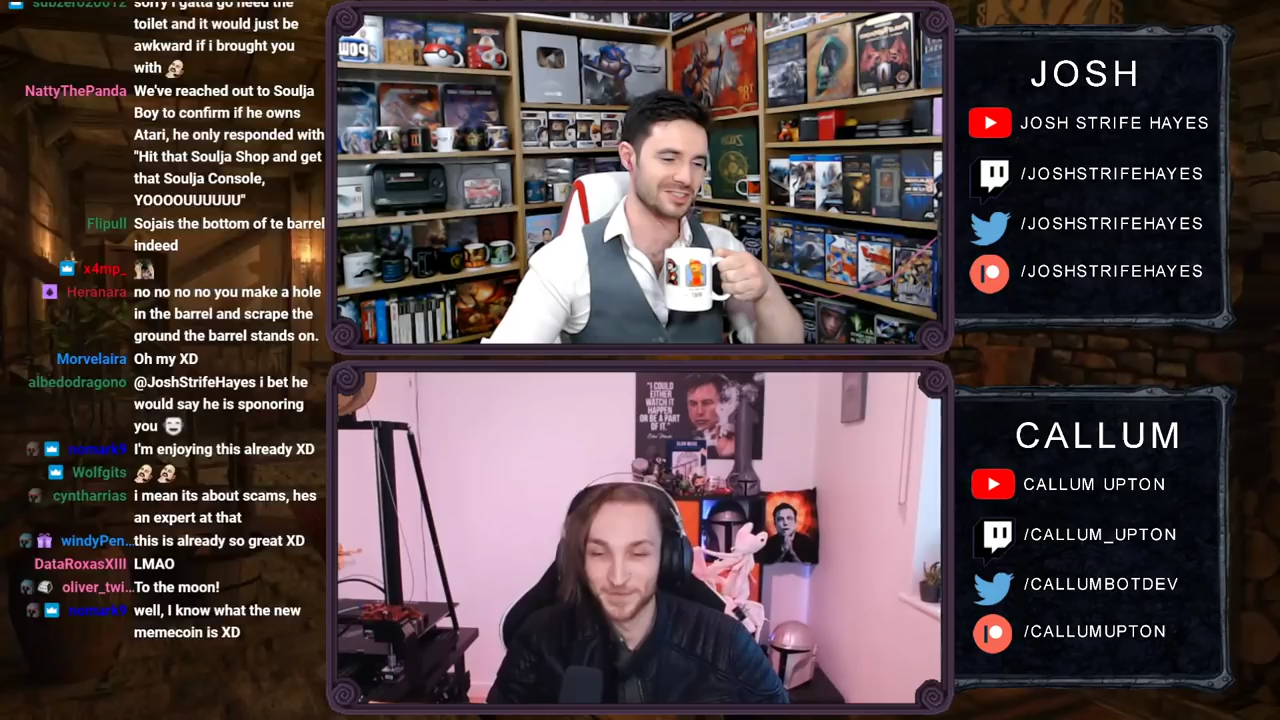 subzero20012 sorry i gatta go need the
toilet and it would just be
awkward if i brought you
with
NattyThePanda We've reached out to Soulja
Boy to confirm if he owns
Atari, he only responded with
"Hit that Soulja Shop and get
that Soulja Console,
YOOOOUUUUUU"
Flipull Sojais the bottom of te barrel
indeed
x4mp_
Heranara no no no no you make a hole
in the barrel and scrape the
ground the barrel stands on.
Morvelaira Oh my XD
albedodragono @JoshStrifeHayes i bet he
would say he is sponoring
you
nomark9 I'm enjoying this already XD
Wolfgits
cyntharrias i mean its about scams, hes
an expert at that
windyPen... this is already so great XD
DataRoxasXIII LMAO
oliver_twi... To the moon!
nomark9 well, I know what the new
memecoin is XD
"I COULD
EITHER
WATCH IT
HAPPEN
OR BE A
PART
OF IT."
JOSH
JOSH STRIFE HAYES
/JOSHSTRIFEHAYES
/JOSHSTRIFEHAYES
/JOSHSTRIFEHAYES
CALLUM
CALLUM UPTON
/CALLUM_UPTON
/CALLUMBOTDEV
/CALLUMUPTON